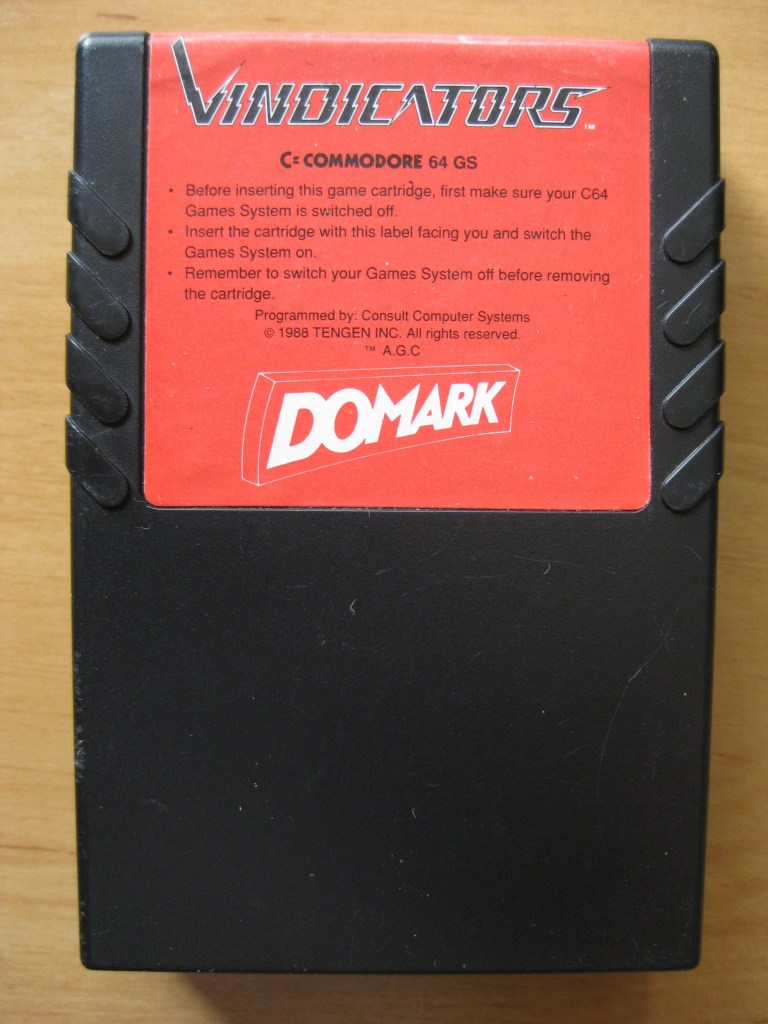 VINDICATORS™
C= COMMODORE 64 GS
• Before inserting this game cartridge, first make sure your C64
Games System is switched off.
• Insert the cartridge with this label facing you and switch the
Games System on.
• Remember to switch your Games System off before removing
the cartridge.
Programmed by: Consult Computer Systems
© 1988 TENGEN INC. All rights reserved.
™ A.G.C
DOMARK